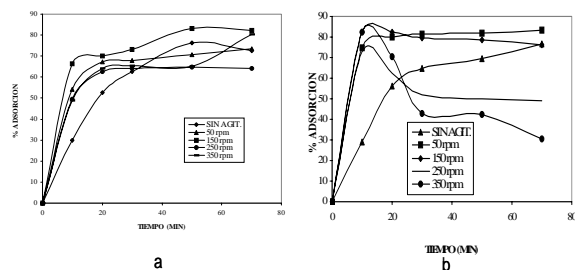 % ADSORCION
90
80
70
60
50
40
30
20
10
0
0 20 40 60 80
TIEMPO (MIN)
SIN AGIT.
50 rpm
150 rpm
250 rpm
350 rpm
a
% ADSORCION
90
80
70
60
50
40
30
20
10
0
0 20 40 60 80
TIEMPO (MIN)
SIN AGIT.
50 rpm
150 rpm
250 rpm
350 rpm
b